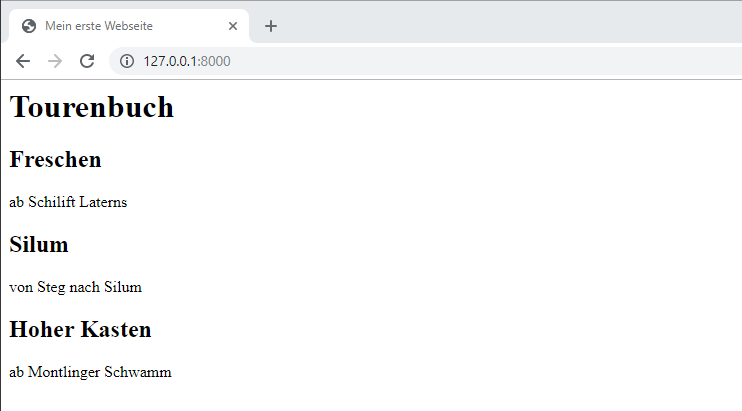 Mein erste Webseite
127.0.0.1:8000
Tourenbuch
Freschen
ab Schilift Laterns
Silum
von Steg nach Silum
Hoher Kasten
ab Montlinger Schwamm